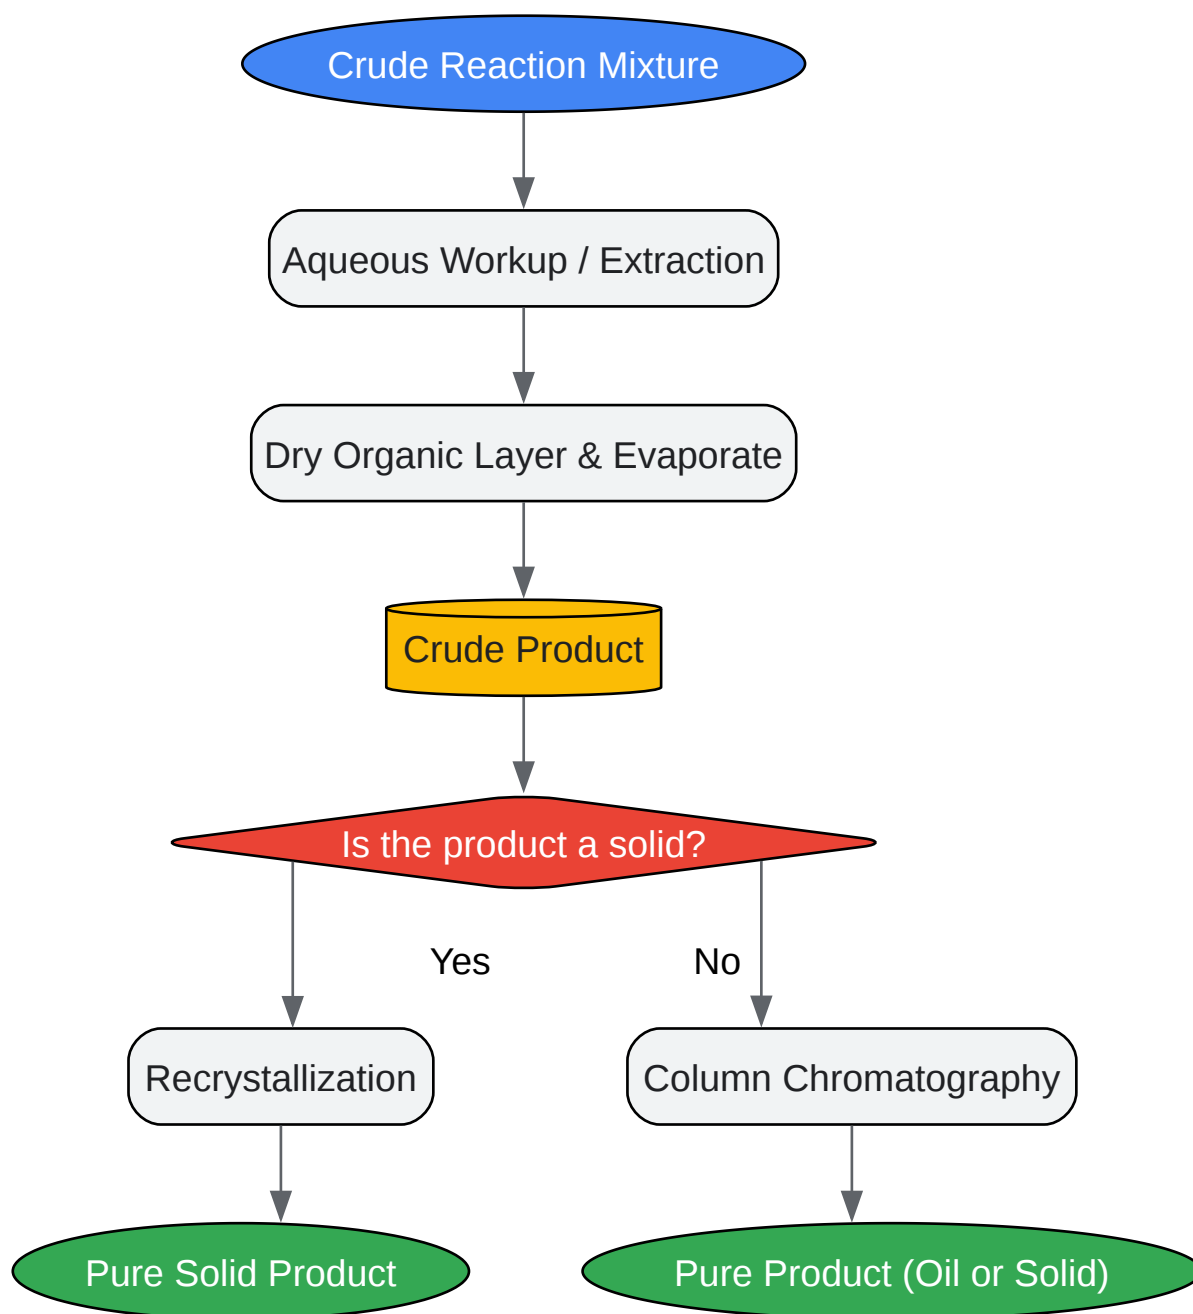 Crude Reaction Mixture
Aqueous Workup / Extraction
Dry Organic Layer & Evaporate
Crude Product
Is the product a solid?
Yes
No
Recrystallization
Column Chromatography
Pure Solid Product
Pure Product (Oil or Solid)